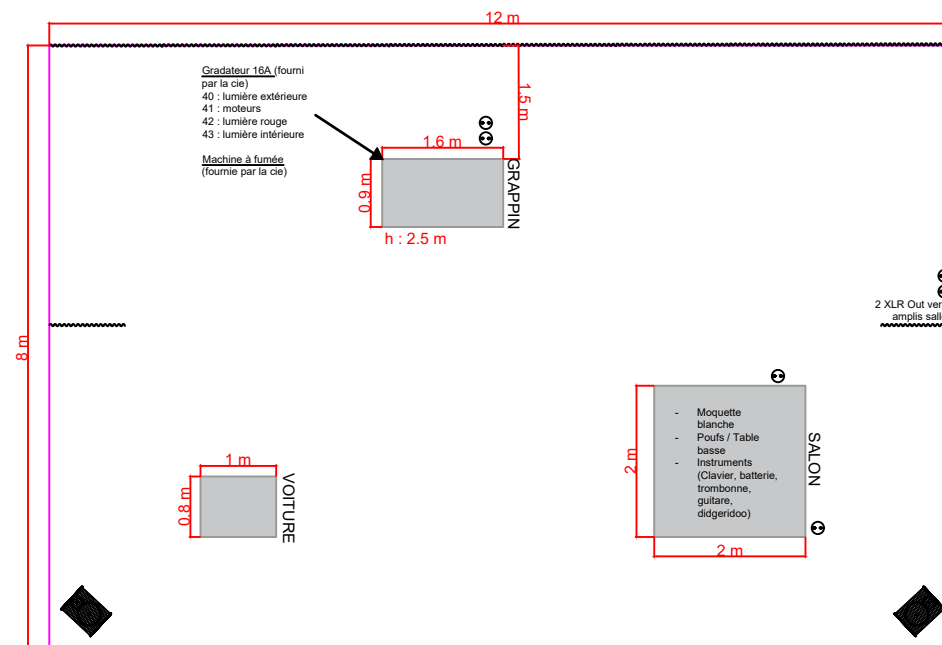 12 m
Gradateur 16A (fourni
par la cie)
40 : lumière extérieure
41 : moteurs
42 : lumière rouge
43 : lumière intérieure
Machine à fumée
(fournie par la cie)
1.5 m
1.6 m
0.9 m
GRAPPIN
h : 2.5 m
8 m
2 XLR Out ver
amplis salle
1 m
0.8 m
VOITURE
2 m
- Moquette
blanche
- Poufs / Table
basse
- Instruments
(Clavier, batterie,
trombonne,
guitare,
didgeridoo)
SALON
2 m